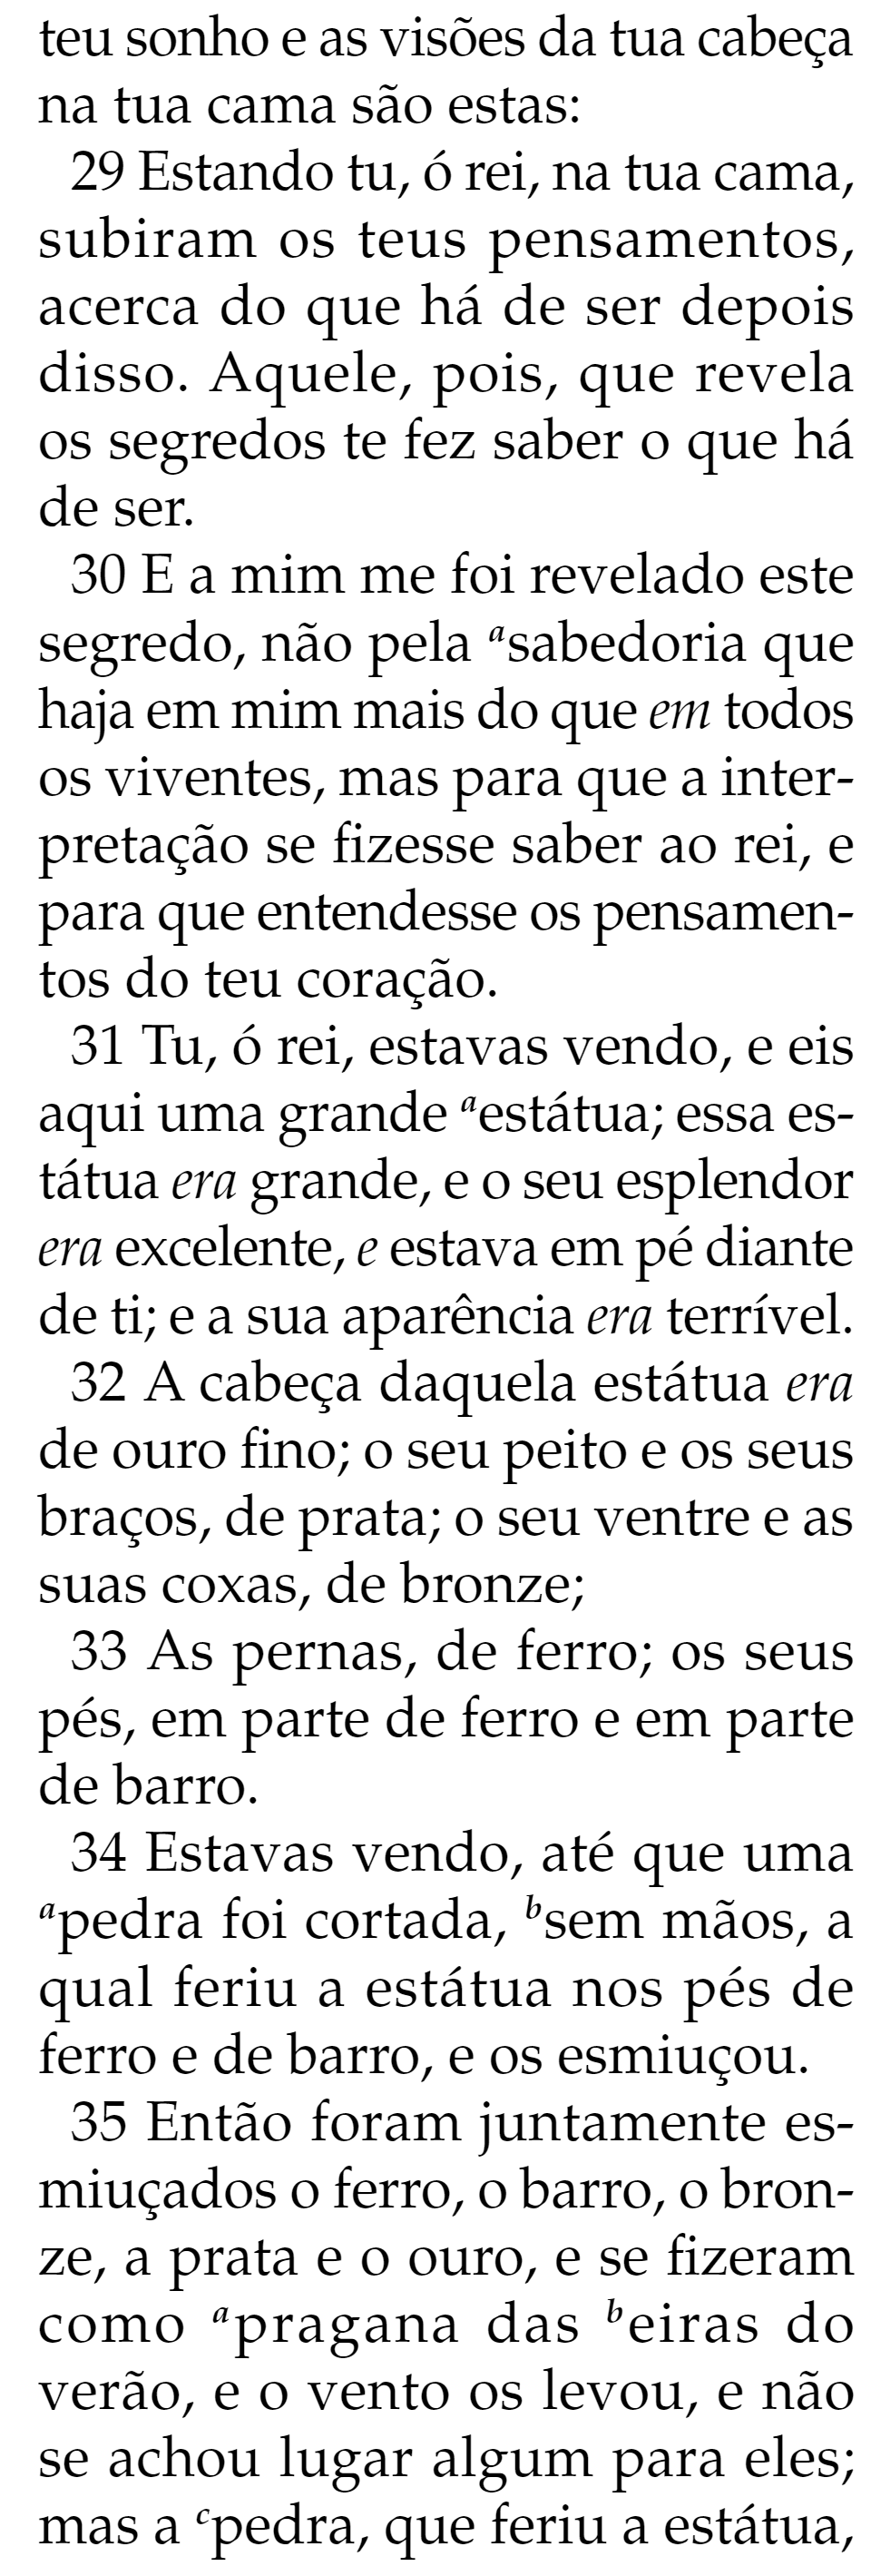 teu sonho e as visões da tua cabeça
na tua cama são estas:
29 Estando tu, ó rei, na tua cama,
subiram os teus pensamentos,
acerca do que há de ser depois
disso. Aquele, pois, que revela
os segredos te fez saber o que há
de ser.
30 E a mim me foi revelado este
segredo, não pela ᵃsabedoria que
haja em mim mais do que em todos
os viventes, mas para que a inter-
pretação se fizesse saber ao rei, e
para que entendesse os pensamen-
tos do teu coração.
31 Tu, ó rei, estavas vendo, e eis
aqui uma grande ᵃestátua; essa es-
tátua era grande, e o seu esplendor
era excelente, e estava em pé diante
de ti; e a sua aparência era terrível.
32 A cabeça daquela estátua era
de ouro fino; o seu peito e os seus
braços, de prata; o seu ventre e as
suas coxas, de bronze;
33 As pernas, de ferro; os seus
pés, em parte de ferro e em parte
de barro.
34 Estavas vendo, até que uma
ᵃpedra foi cortada, ᵇsem mãos, a
qual feriu a estátua nos pés de
ferro e de barro, e os esmiuçou.
35 Então foram juntamente es-
miuçados o ferro, o barro, o bron-
ze, a prata e o ouro, e se fizeram
como ᵃpragana das ᵇeiras do
verão, e o vento os levou, e não
se achou lugar algum para eles;
mas a ᶜpedra, que feriu a estátua,